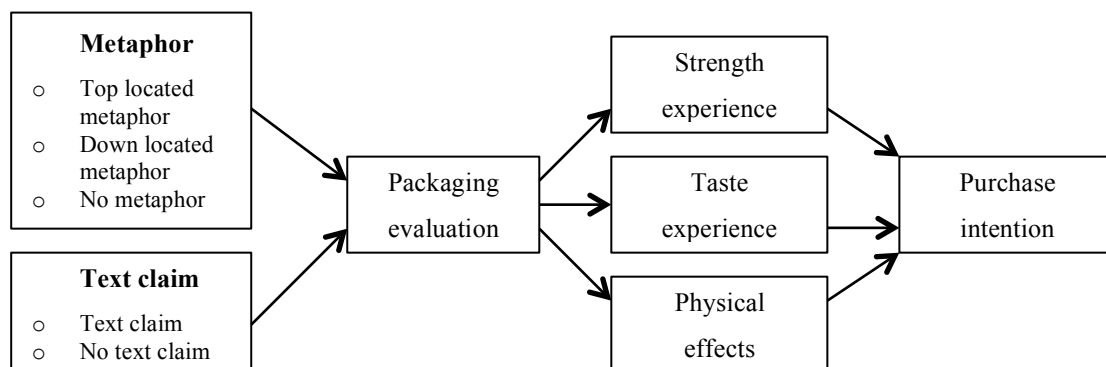 Metaphor
o Top located
metaphor
o Down located
metaphor
o No metaphor
Text claim
o Text claim
o No text claim
Packaging
evaluation
Strength
experience
Taste
experience
Physical
effects
Purchase
intention